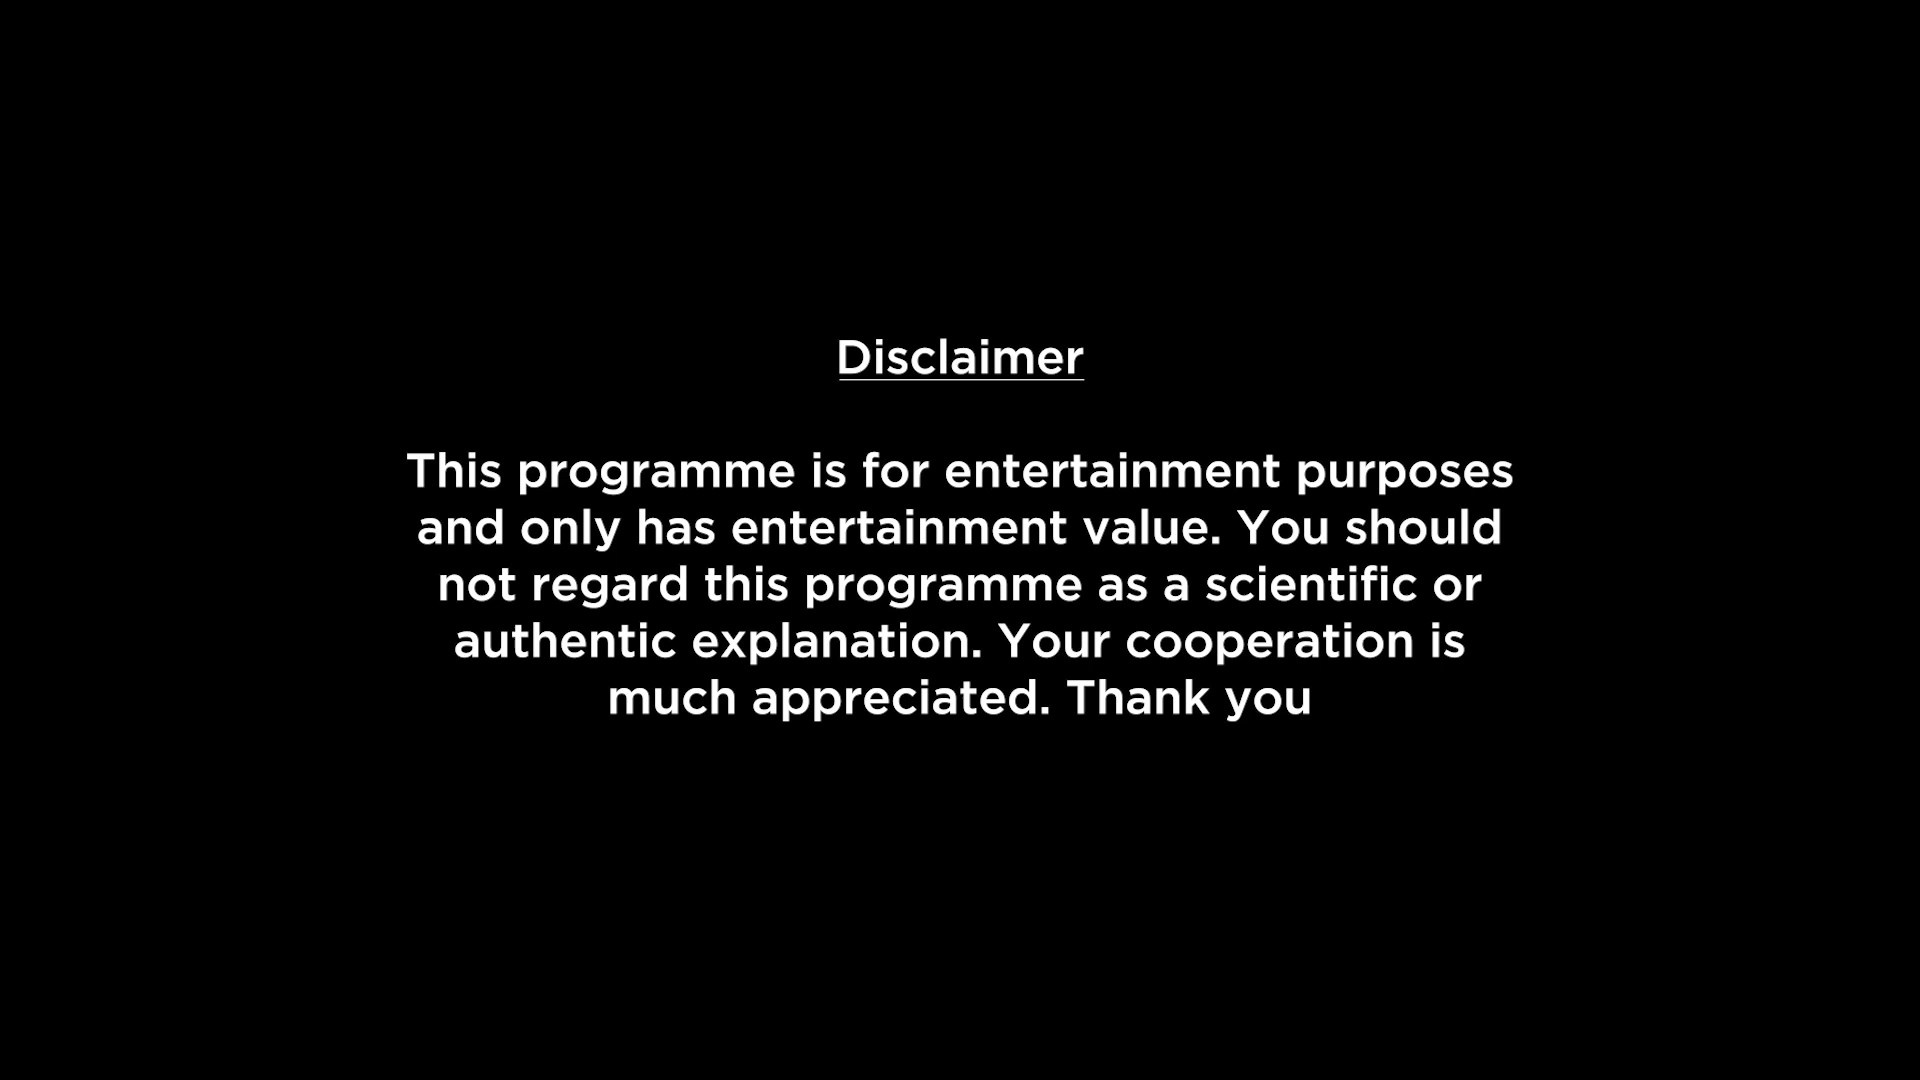 Disclaimer
This programme is for entertainment purposes
and only has entertainment value. You should
not regard this programme as a scientific or
authentic explanation. Your cooperation is
much appreciated. Thank you